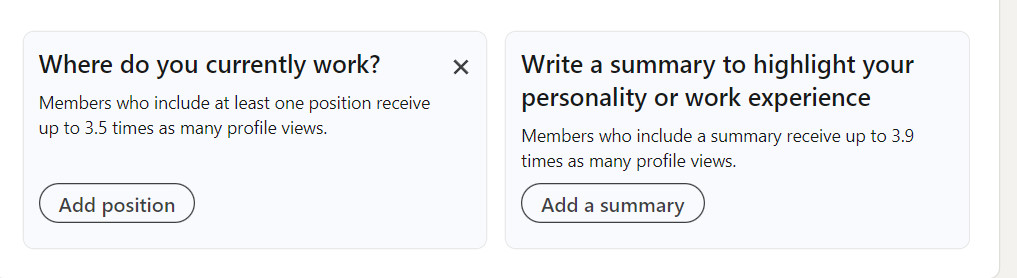 Where do you currently work?
Members who include at least one position receive
up to 3.5 times as many profile views.
Add position
Write a summary to highlight your
personality or work experience
Members who include a summary receive up to 3.9
times as many profile views.
Add a summary